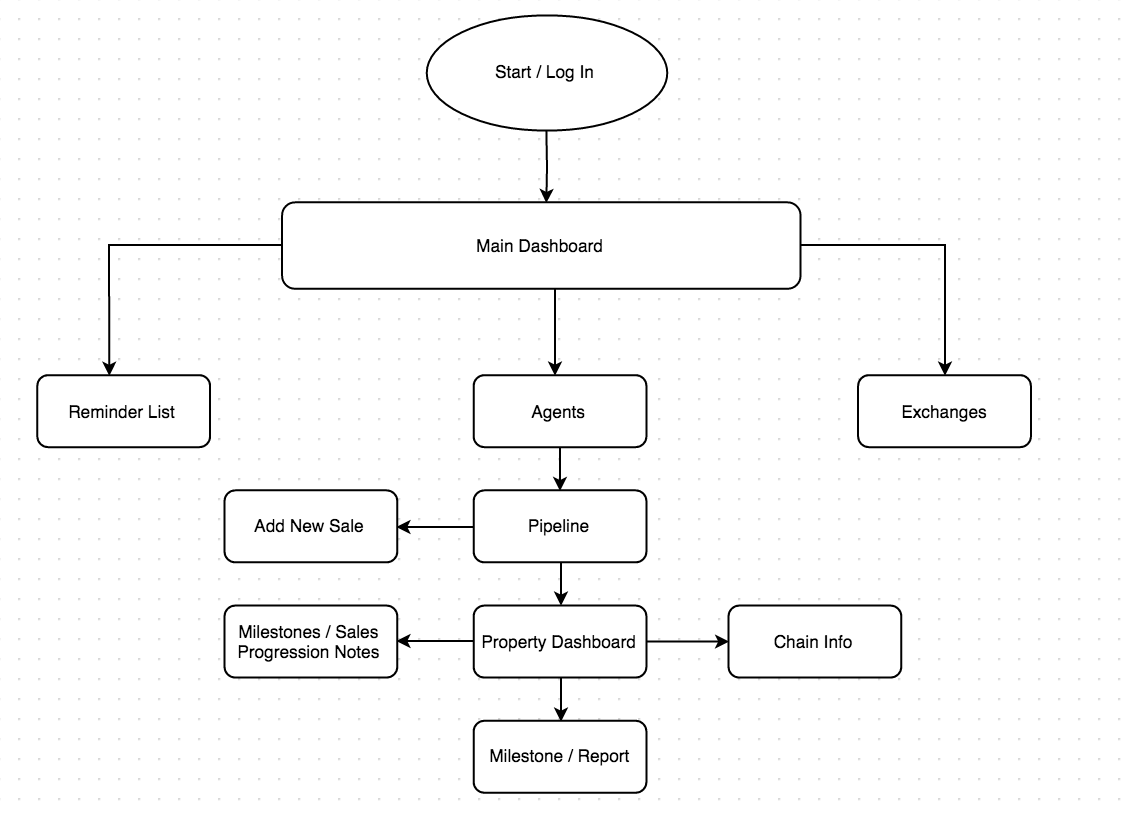 Start / Log In
Main Dashboard
Reminder List
Agents
Exchanges
Add New Sale
Pipeline
Milestones / Sales
Progression Notes
Property Dashboard
Chain Info
Milestone / Report